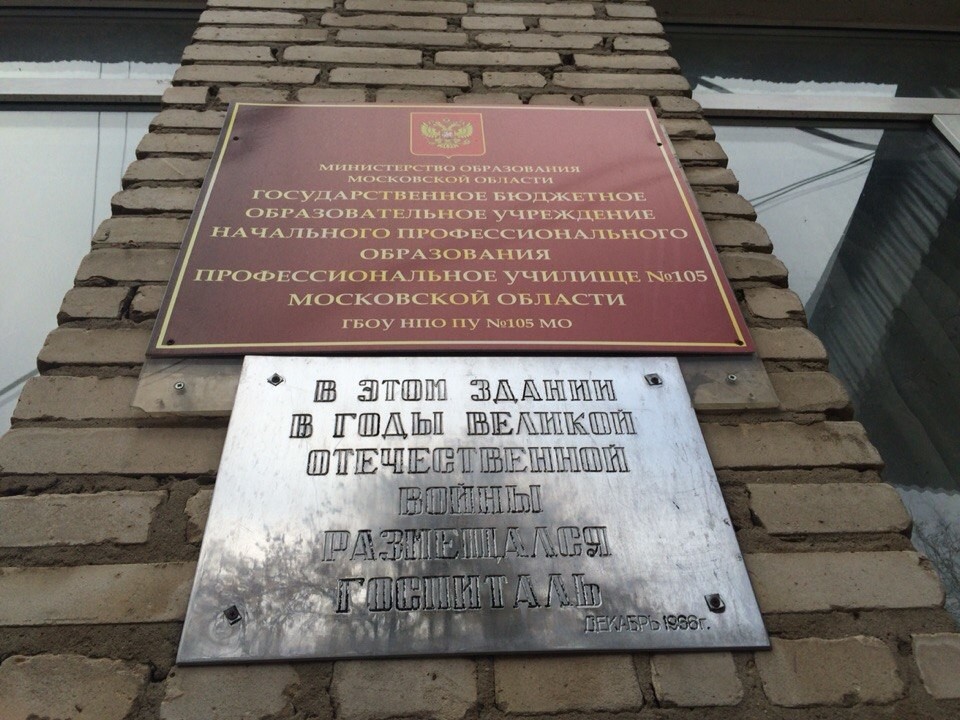 МИНИСТЕРСТВО ОБРАЗОВАНИЯ
МОСКОВСКОЙ ОБЛАСТИ
ГОСУДАРСТВЕННОЕ БЮДЖЕТНОЕ
ОБРАЗОВАТЕЛЬНОЕ УЧРЕЖДЕНИЕ
НАЧАЛЬНОГО ПРОФЕССИОНАЛЬНОГО
ОБРАЗОВАНИЯ
ПРОФЕССИОНАЛЬНОЕ УЧИЛИЩЕ №105
МОСКОВСКОЙ ОБЛАСТИ
ГБОУ НПО ПУ №105 МО
В ЭТОМ ЗДАНИИ
В ГОДЫ ВЕЛИКОЙ
ОТЕЧЕСТВЕННОЙ
ВОЙНЫ
РАЗМЕЩАЛСЯ
ГОСПИТАЛЬ
ДЕКАБРЬ 1966г.